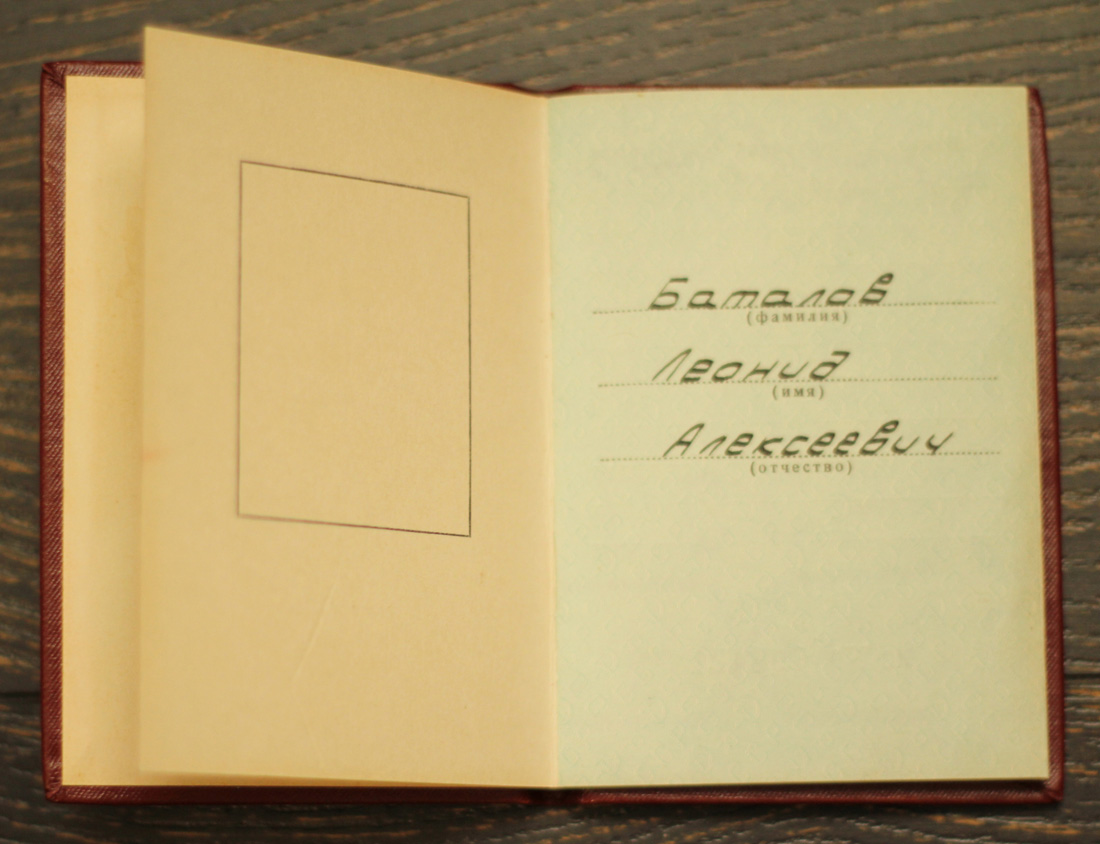 Баталов
(фамилия)
Леонид
(имя)
Алексеевич
(отчество)